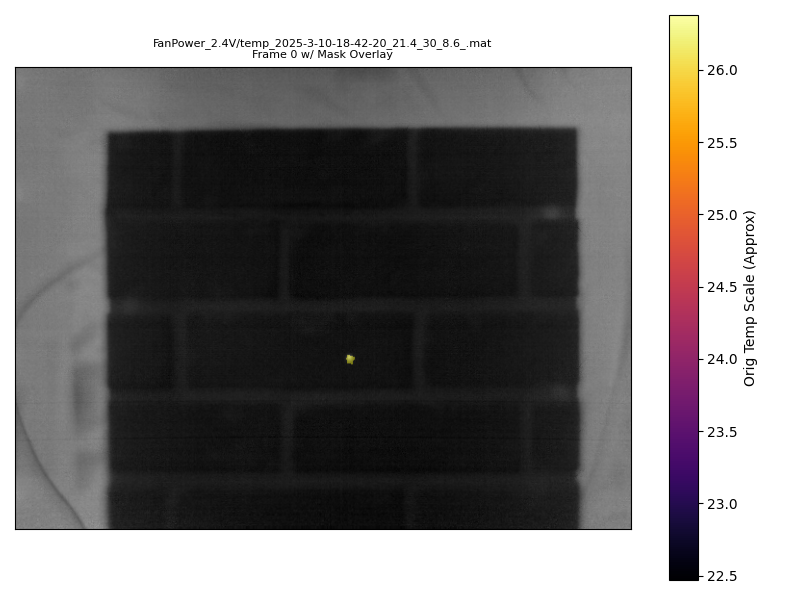 FanPower_2.4V/temp_2025-3-10-18-42-20_21.4_30_8.6_.mat
Frame 0 w/ Mask Overlay
26.0
25.5
25.0
24.5
24.0
23.5
23.0
22.5
Orig Temp Scale (Approx)